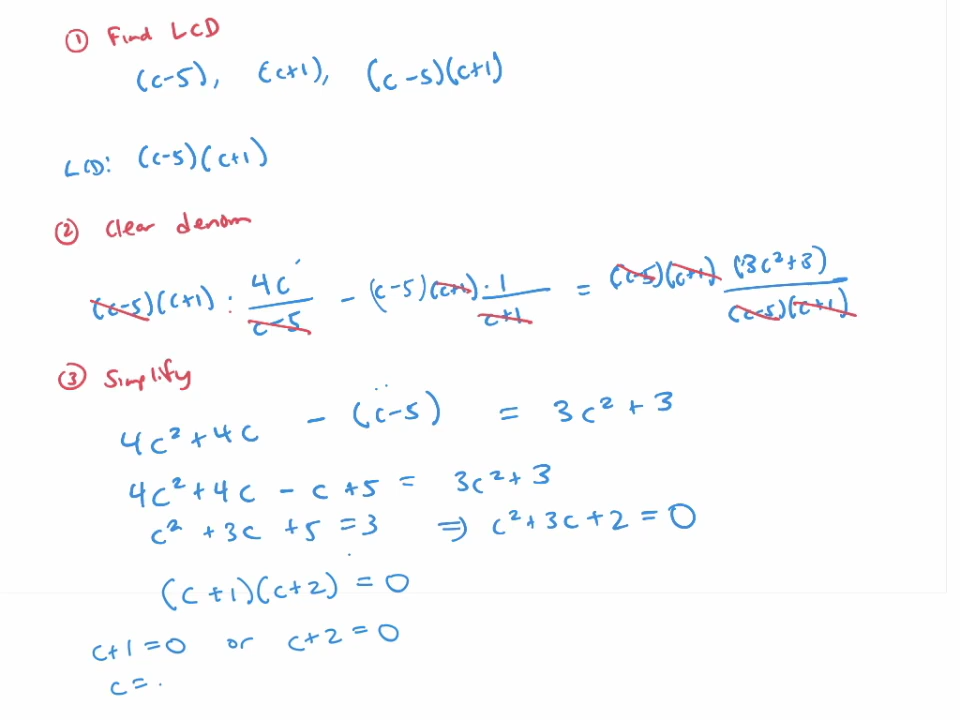 ① Find LCD
(c-5), (c+1), (c-5)(c+1)
LCD: (c-5)(c+1)
② Clear denom
(c-5)(c+1) : 4c/c-5 - (c-5)(c+1) · 1/c+1 = (c-5)(c+1) (3c²+3)/(c-5)(c+1)
③ Simplify
4c²+4c - (c-5) = 3c²+3
4c²+4c - c +5 = 3c²+3
c² +3c +5 =3 ⇒ c²+3c+2=0
(c+1)(c+2) = 0
c+1=0 or c+2=0
c=